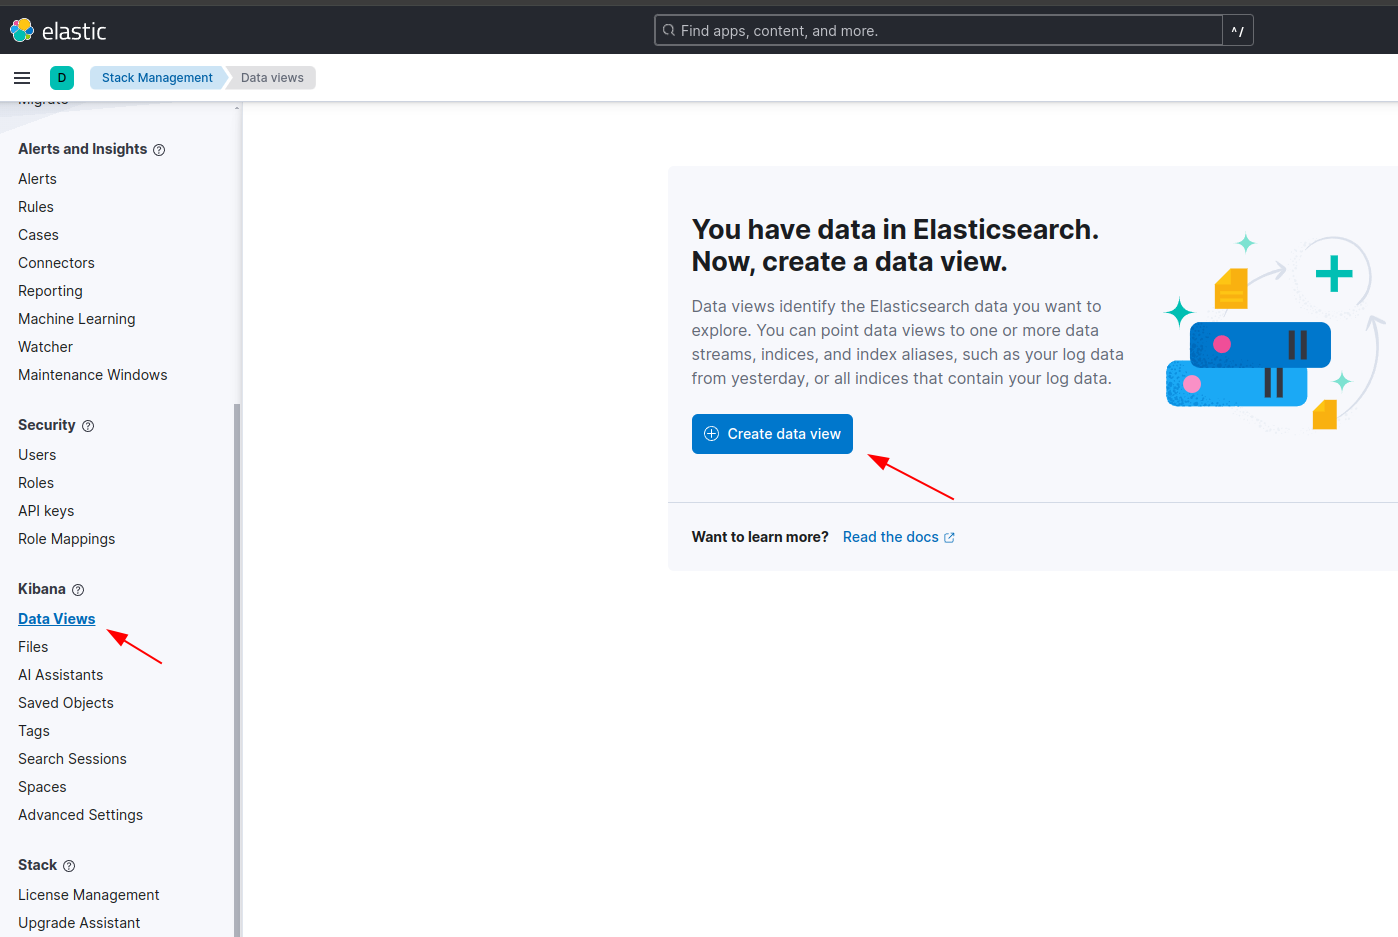 elastic
Find apps, content, and more.
^/
D
Stack Management
Data views
Migrate
Alerts and Insights
Alerts
Rules
Cases
Connectors
Reporting
Machine Learning
Watcher
Maintenance Windows
Security
Users
Roles
API keys
Role Mappings
Kibana
Data Views
Files
AI Assistants
Saved Objects
Tags
Search Sessions
Spaces
Advanced Settings
Stack
License Management
Upgrade Assistant
You have data in Elasticsearch.
Now, create a data view.
Data views identify the Elasticsearch data you want to
explore. You can point data views to one or more data
streams, indices, and index aliases, such as your log data
from yesterday, or all indices that contain your log data.
Create data view
Want to learn more? Read the docs